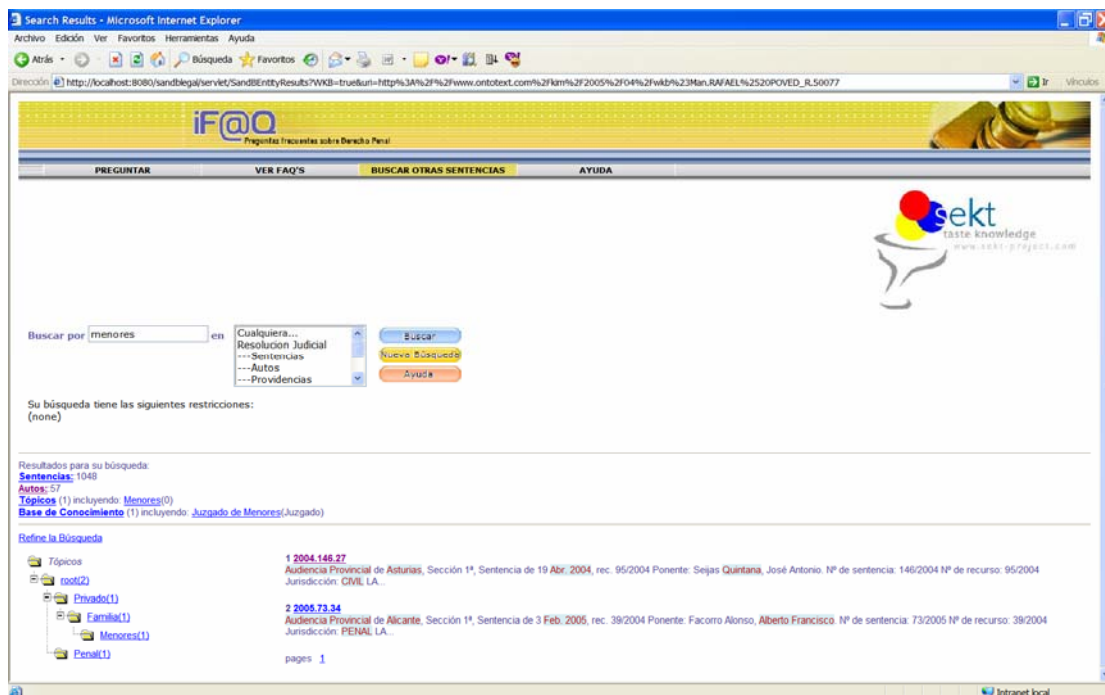 Search Results - Microsoft Internet Explorer
Archivo Edición Ver Favoritos Herramientas Ayuda
Atrás Búsqueda Favoritos
Dirección http://localhost:8080/sandblegal/servlet/SandBEntityResults?WKB=true&uri=http%3A%2F%2Fwww.ontotext.com%2Fkim%2F2005%2F04%2Fwkb%23Man.RAFAEL%2520POVED_R.50077 Ir Vínculos
iF@Q
Preguntas frecuentes sobre Derecho Penal
PREGUNTAR VER FAQ'S BUSCAR OTRAS SENTENCIAS AYUDA
sekt
taste knowledge
www.sekt-project.com
Buscar por menores en Cualquiera... Buscar
Resolucion Judicial
---Sentencias Nueva Búsqueda
---Autos
---Providencias Ayuda
Su búsqueda tiene las siguientes restricciones:
(none)
Resultados para su búsqueda:
Sentencias: 1048
Autos: 57
Tópicos (1) incluyendo: Menores(0)
Base de Conocimiento (1) incluyendo: Juzgado de Menores(Juzgado)
Refine la Búsqueda
Tópicos
root(2)
Privado(1)
Familia(1)
Menores(1)
Penal(1)
1 2004.146.27
Audiencia Provincial de Asturias, Sección 1ª, Sentencia de 19 Abr. 2004, rec. 95/2004 Ponente: Seijas Quintana, José Antonio. Nº de sentencia: 146/2004 Nº de recurso: 95/2004
Jurisdicción: CIVIL LA...
2 2005.73.34
Audiencia Provincial de Alicante, Sección 1ª, Sentencia de 3 Feb. 2005, rec. 39/2004 Ponente: Facorro Alonso, Alberto Francisco. Nº de sentencia: 73/2005 Nº de recurso: 39/2004
Jurisdicción: PENAL LA...
pages 1
Intranet local